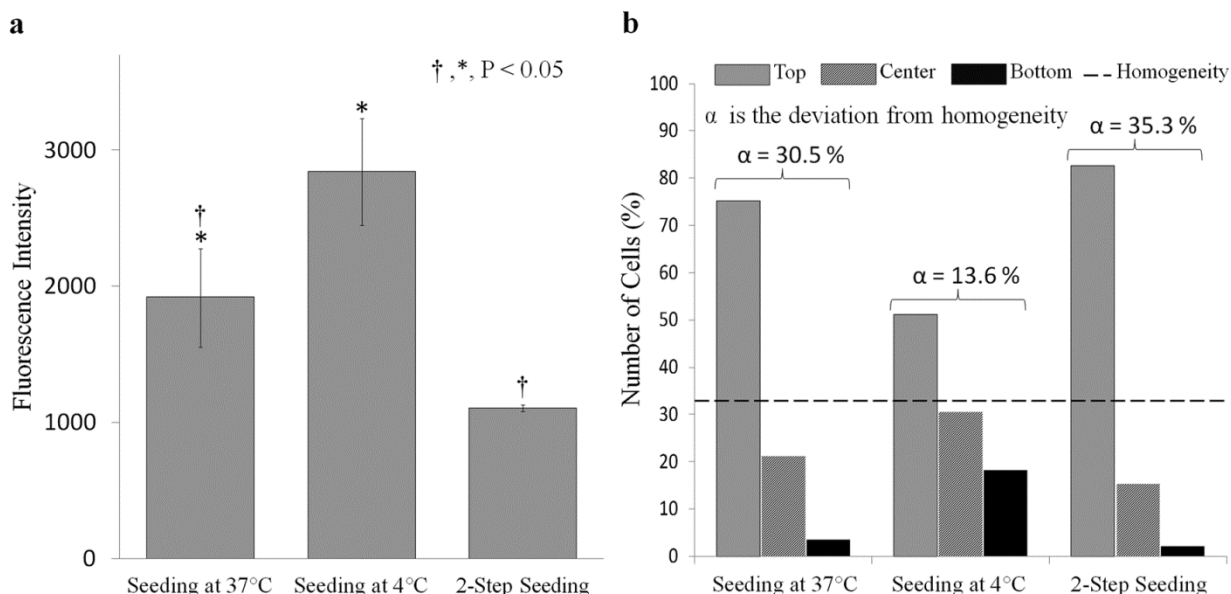 a
† ,*, P < 0.05
Fluorescence Intensity
3000
2000
1000
0
†
*
*
†
Seeding at 37°C
Seeding at 4°C
2-Step Seeding
b
Top
Center
Bottom
Homogeneity
α is the deviation from homogeneity
Number of Cells (%)
100
90
80
70
60
50
40
30
20
10
0
α = 30.5 %
α = 13.6 %
α = 35.3 %
Seeding at 37°C
Seeding at 4°C
2-Step Seeding